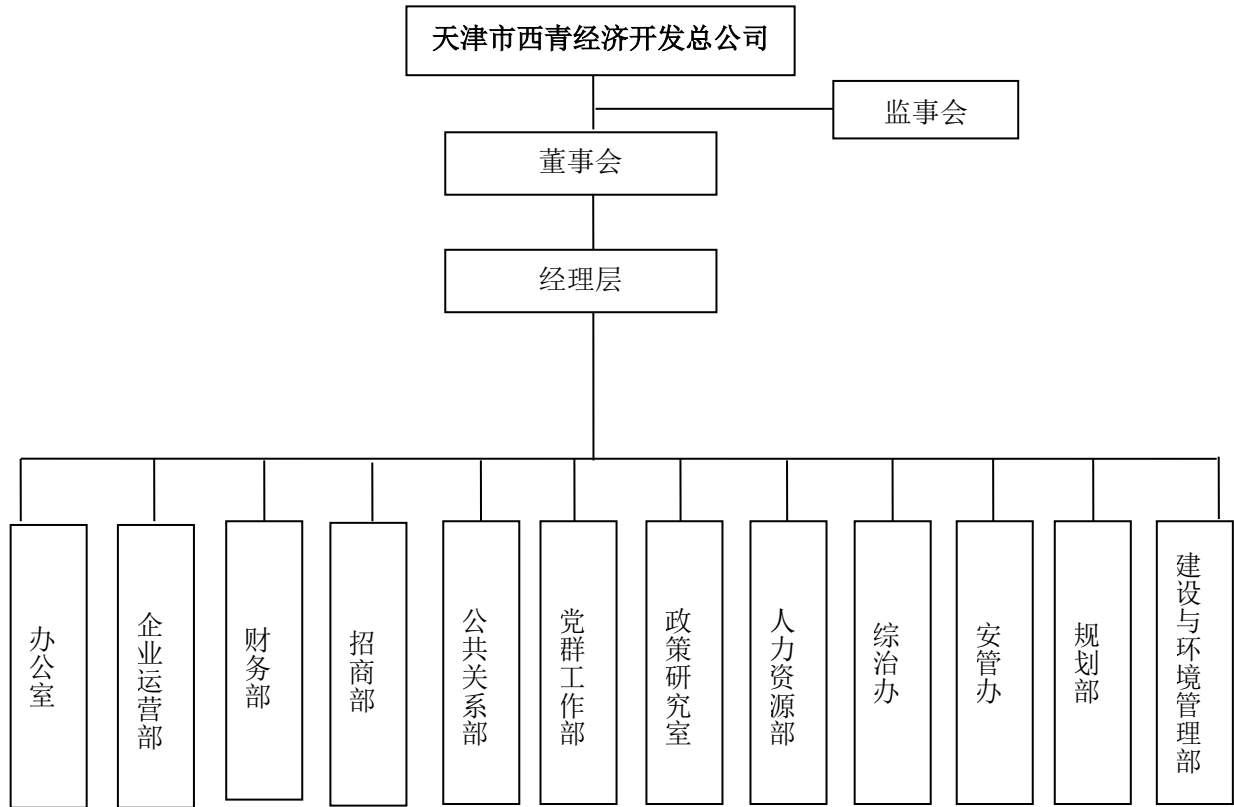 天津市西青经济开发总公司
监事会
董事会
经理层
办公室
企业运营部
财务部
招商部
公共关系部
党群工作部
政策研究室
人力资源部
综治办
安管办
规划部
建设与环境管理部